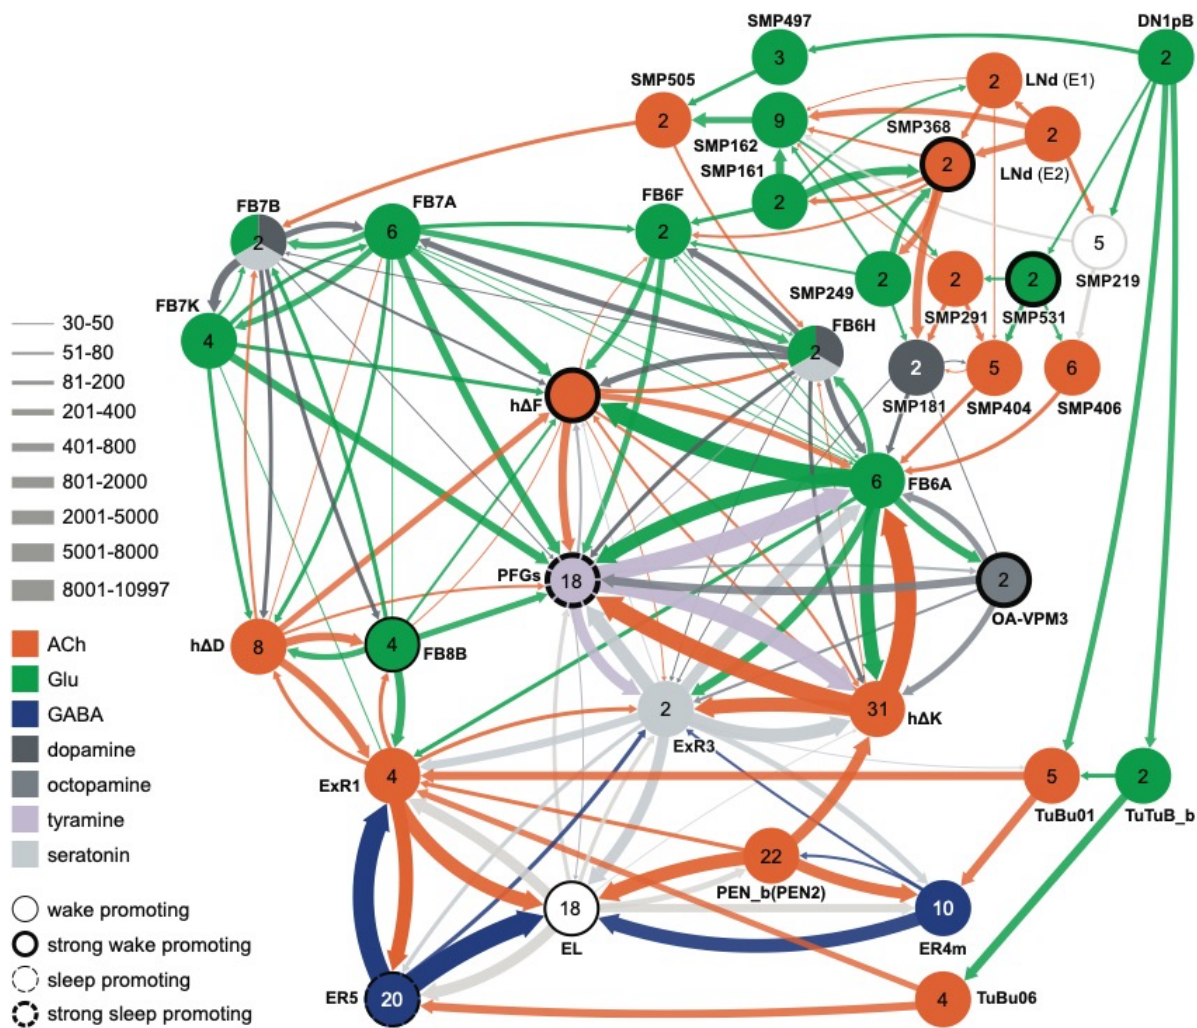 SMP497
3
DN1pB
2
SMP505
2
2
LNd (E1)
9
SMP162
SMP368
2
2
LNd (E2)
SMP161
2
FB7B
2
FB7A
6
FB6F
2
5
SMP219
SMP249
2
2
SMP291
2
SMP531
FB7K
4
FB6H
2
2
SMP181
5
SMP404
6
SMP406
hΔF
30-50
51-80
81-200
201-400
401-800
801-2000
2001-5000
5001-8000
8001-10997
6
FB6A
PFGs
18
2
OA-VPM3
hΔD
8
4
FB8B
ACh
Glu
GABA
dopamine
octopamine
tyramine
seratonin
2
ExR3
31
hΔK
4
ExR1
5
TuBu01
2
TuTuB_b
22
PEN_b(PEN2)
18
EL
10
ER4m
ER5
20
4
TuBu06
wake promoting
strong wake promoting
sleep promoting
strong sleep promoting